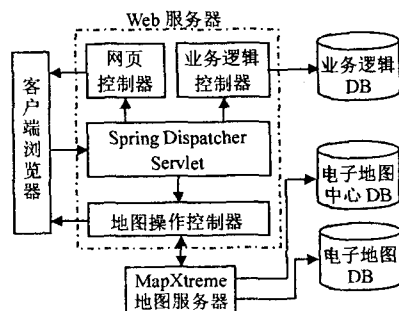 Web 服务器
客户端浏览器
网页
控制器
业务逻辑
控制器
业务逻辑
DB
Spring Dispatcher
Servlet
电子地图
中心 DB
地图操作控制器
电子地图
DB
MapXtreme
地图服务器